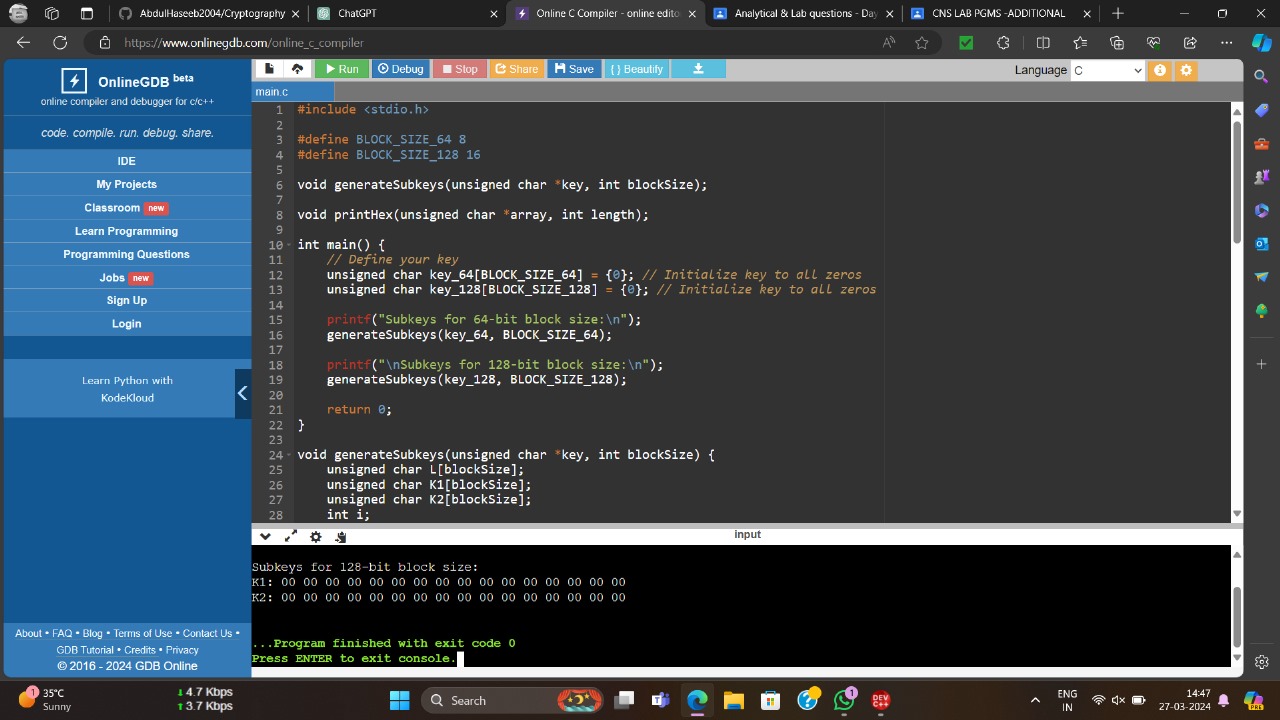 AbdulHaseeb2004/Cryptography
ChatGPT
Online C Compiler - online edito
Analytical & Lab questions - Day
CNS LAB PGMS -ADDITIONAL
https://www.onlinegdb.com/online_c_compiler
OnlineGDB beta
online compiler and debugger for c/c++
code. compile. run. debug. share.
IDE
My Projects
Classroom new
Learn Programming
Programming Questions
Jobs new
Sign Up
Login
Learn Python with
KodeKloud
About • FAQ • Blog • Terms of Use • Contact Us •
GDB Tutorial • Credits • Privacy
© 2016 - 2024 GDB Online
Run Debug Stop Share Save { } Beautify
Language C
main.c
1 #include <stdio.h>
2
3 #define BLOCK_SIZE_64 8
4 #define BLOCK_SIZE_128 16
5
6 void generateSubkeys(unsigned char *key, int blockSize);
7
8 void printHex(unsigned char *array, int length);
9
10 int main() {
11 // Define your key
12 unsigned char key_64[BLOCK_SIZE_64] = {0}; // Initialize key to all zeros
13 unsigned char key_128[BLOCK_SIZE_128] = {0}; // Initialize key to all zeros
14
15 printf("Subkeys for 64-bit block size:\n");
16 generateSubkeys(key_64, BLOCK_SIZE_64);
17
18 printf("\nSubkeys for 128-bit block size:\n");
19 generateSubkeys(key_128, BLOCK_SIZE_128);
20
21 return 0;
22 }
23
24 void generateSubkeys(unsigned char *key, int blockSize) {
25 unsigned char L[blockSize];
26 unsigned char K1[blockSize];
27 unsigned char K2[blockSize];
28 int i;
input
Subkeys for 128-bit block size:
K1: 00 00 00 00 00 00 00 00 00 00 00 00 00 00 00 00
K2: 00 00 00 00 00 00 00 00 00 00 00 00 00 00 00 00
...Program finished with exit code 0
Press ENTER to exit console.
1
35°C
Sunny
4.7 Kbps
3.7 Kbps
Search
1
DEV
C++
ENG
IN
14:47
27-03-2024
PRE